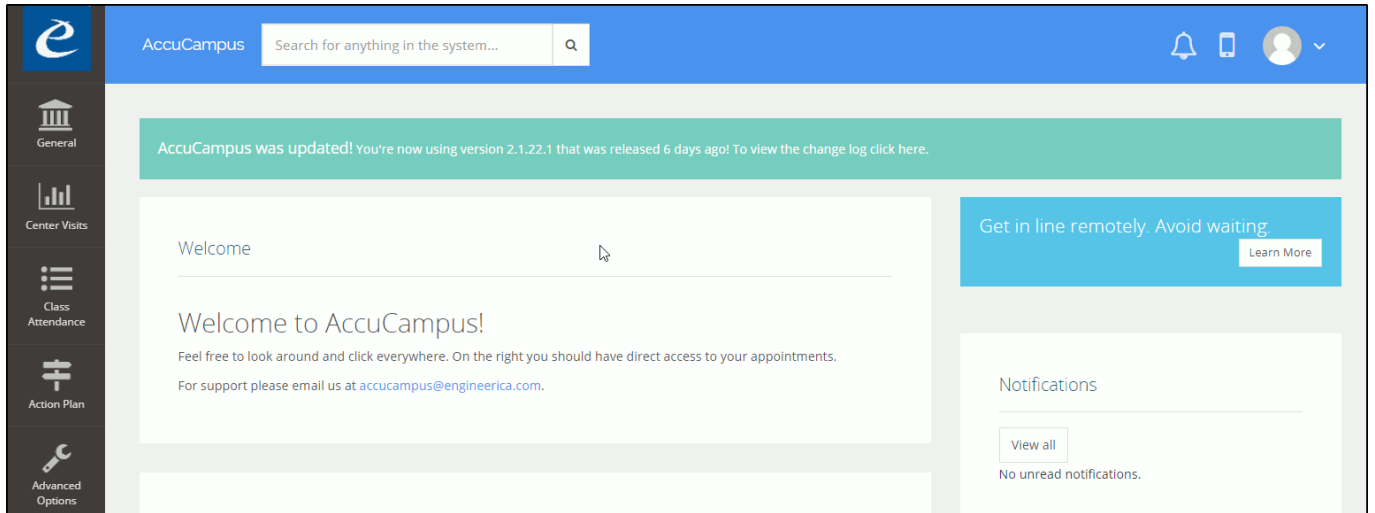 AccuCampus
Search for anything in the system...
General
Center Visits
Class
Attendance
Action Plan
Advanced
Options
AccuCampus was updated! You're now using version 2.1.22.1 that was released 6 days ago! To view the change log click here.
Welcome
Welcome to AccuCampus!
Feel free to look around and click everywhere. On the right you should have direct access to your appointments.
For support please email us at accucampus@engineerica.com.
Get in line remotely. Avoid waiting.
Learn More
Notifications
View all
No unread notifications.